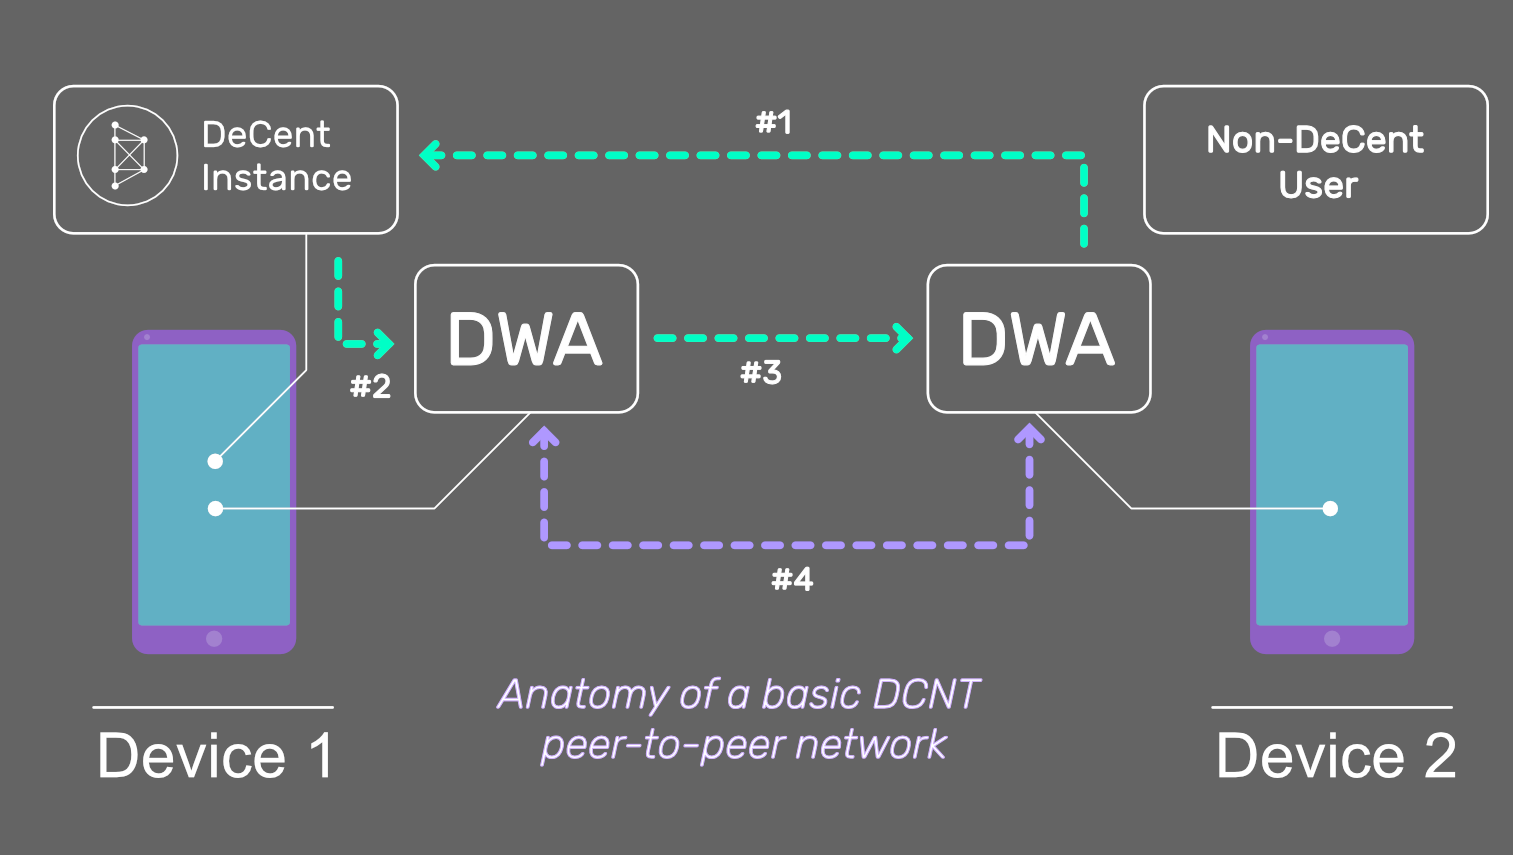 DeCent
Instance
#1
Non-DeCent
User
#2
DWA
#3
DWA
#4
Anatomy of a basic DCNT
peer-to-peer network
Device 1
Device 2